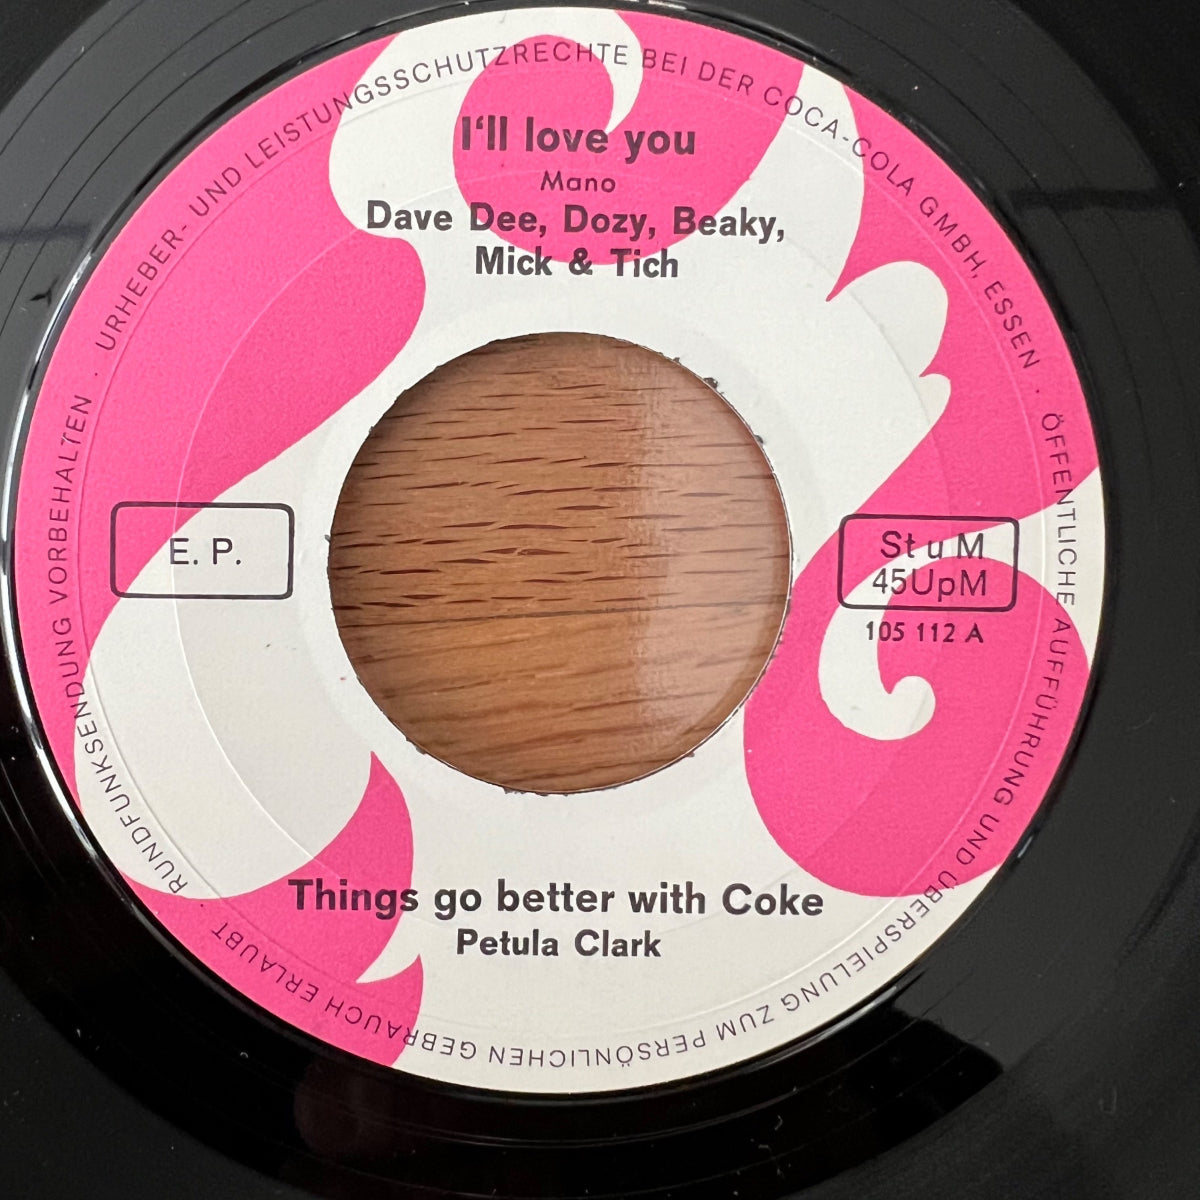 URHEBER- UND LEISTUNGSSCHUTZRECHTE BEI DER COCA-COLA GMBH, ESSEN · ÖFFENTLICHE AUFFÜHRUNG UND ÜBERSPIELUNG ZUM PERSÖNLICHEN GEBRAUCH ERLAUBT · RUNDFUNKSENDUNG VORBEHALTEN ·
I'll love you
Mano
Dave Dee, Dozy, Beaky,
Mick & Tich
E. P.
St u M
45UpM
105 112 A
Things go better with Coke
Petula Clark